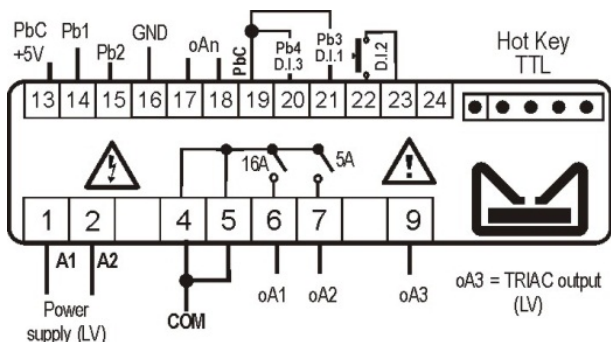 PbC Pb1 GND
+5V Pb2 oAn PbC Pb4 D.I.3 Pb3 D.I.1 D.I.2 Hot Key
TTL
13 14 15 16 17 18 19 20 21 22 23 24
16A 5A
1 2 4 5 6 7 9
A1 A2
Power
supply (LV)
COM
oA1 oA2 oA3
oA3 = TRIAC output
(LV)